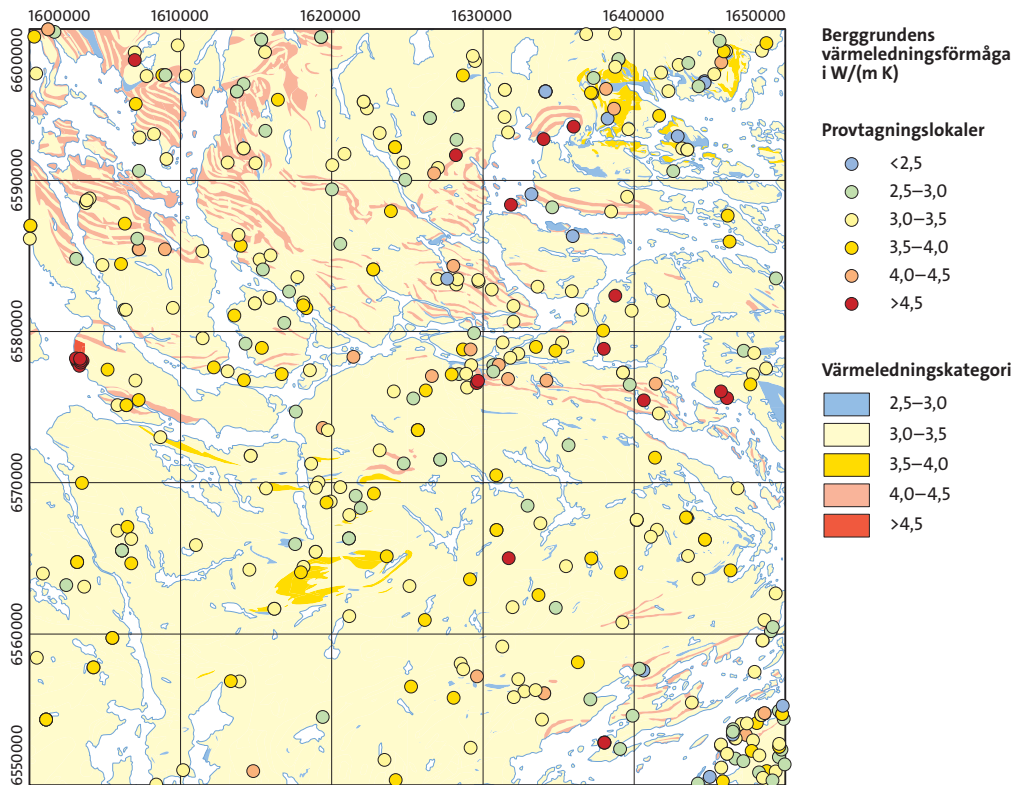 1600000 1610000 1620000 1630000 1640000 1650000
6600000
6590000
6580000
6570000
6560000
6550000
Berggrundens
värmeledningsförmåga
i W/(m K)
Provtagningslokaler
<2,5
2,5–3,0
3,0–3,5
3,5–4,0
4,0–4,5
>4,5
Värmeledningskategori
2,5–3,0
3,0–3,5
3,5–4,0
4,0–4,5
>4,5